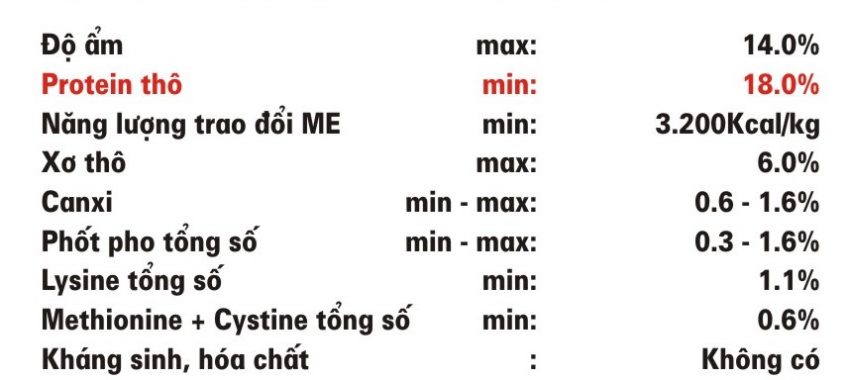 Độ ẩm max: 14.0%
Protein thô min: 18.0%
Năng lượng trao đổi ME min: 3.200Kcal/kg
Xơ thô max: 6.0%
Canxi min - max: 0.6 - 1.6%
Phốt pho tổng số min - max: 0.3 - 1.6%
Lysine tổng số min: 1.1%
Methionine + Cystine tổng số min: 0.6%
Kháng sinh, hóa chất : Không có